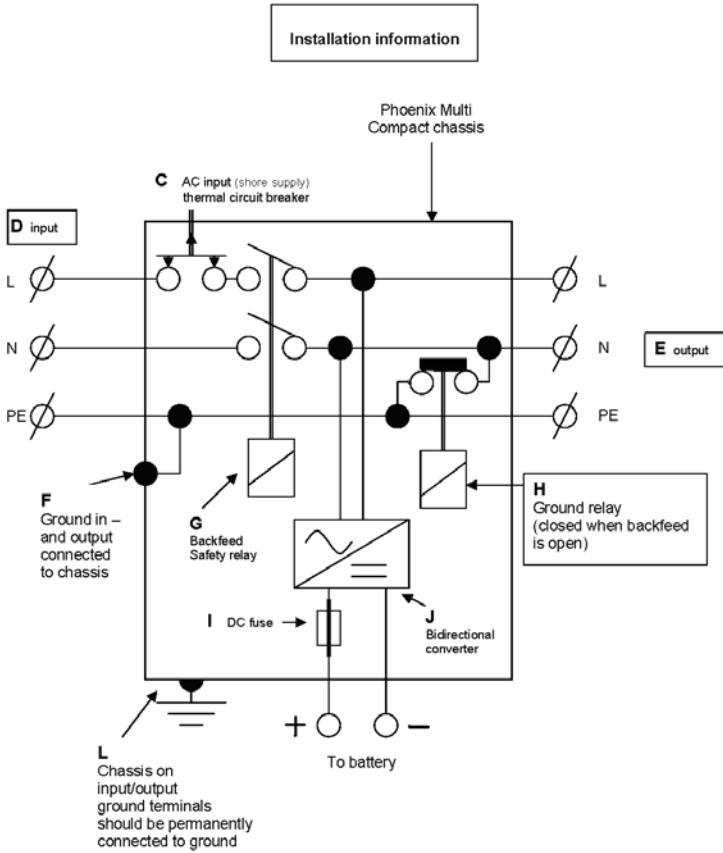 Installation information
Phoenix Multi
Compact chassis
C AC input (shore supply)
thermal circuit breaker
D input
L
L
N
N
E output
PE
PE
F
Ground in –
and output
connected
to chassis
G
Backfeed
Safety relay
H
Ground relay
(closed when backfeed
is open)
I DC fuse
J
Bidirectional
converter
+
–
To battery
L
Chassis on
input/output
ground terminals
should be permanently
connected to ground